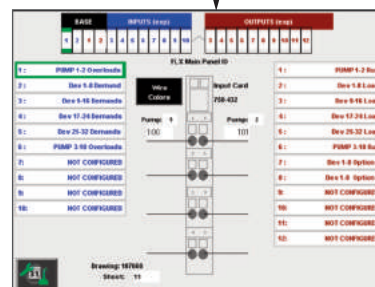 BASE INPUTS (exp) OUTPUTS (exp)
1 2 1 2 3 4 5 6 7 8 9 10 3 4 5 6 7 8 9 10 11 12
FLX Main Panel IO
1: PUMP 1-2 Overloads
2: Dev 1-8 Demand
3: Dev 9-16 Demands
4: Dev 17-24 Demands
5: Dev 25-32 Demands
6: PUMP 3-10 Overloads
7: NOT CONFIGURED
8: NOT CONFIGURED
9: NOT CONFIGURED
10: NOT CONFIGURED
Wire Colors
Input Card
750-432
Pump: 1
100
Pump: 2
101
4: PUMP 1-2 Ru
2: Dev 1-8 Loa
3: Dev 9-16 Loa
4: Dev 17-24 Loa
5: Dev 25-32 Loa
6: PUMP 3-10 Ru
7: Dev 1-8 Option
8: Dev 1-8 Option
9: NOT CONFIGURE
10: NOT CONFIGURE
11: NOT CONFIGURE
12: NOT CONFIGURE
Drawing: 187660
Sheet: 11
L1